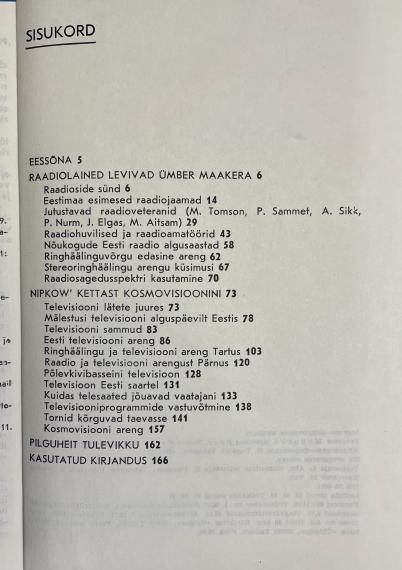 SISUKORD
EESSÕNA 5
RAADIOLAINED LEVIVAD ÜMBER MAAKERA 6
Raadioside sünd 6
Eestimaa esimesed raadiojaamad 14
Jutustavad raadioveteranid (M. Tomson, P. Sammet, A. Sikk,
P. Nurm, J. Elgas, M. Aitsam) 29
Raadiohuvilised ja raadioamatöörid 43
Nõukogude Eesti raadio algusaastad 58
Ringhäälinguvõrgu edasine areng 62
Stereoringhäälingu arengu küsimusi 67
Raadiosagedusspektri kasutamine 70
NIPKOW' KETTAST KOSMOVISIOONINI 73
Televisiooni lätete juures 73
Mälestusi televisiooni alguspäevilt Eestis 78
Televisiooni sammud 83
Eesti televisiooni areng 86
Ringhäälingu ja televisiooni areng Tartus 103
Raadio ja televisiooni arengust Pärnus 120
Põlevkivibasseini televisioon 128
Televisioon Eesti saartel 131
Kuidas telesaated jõuavad vaatajani 133
Televisiooniprogrammide vastuvõtmine 138
Tornid kõrguvad taevasse 141
Kosmovisiooni areng 157
PILGUHEIT TULEVIKKU 162
KASUTATUD KIRJANDUS 166